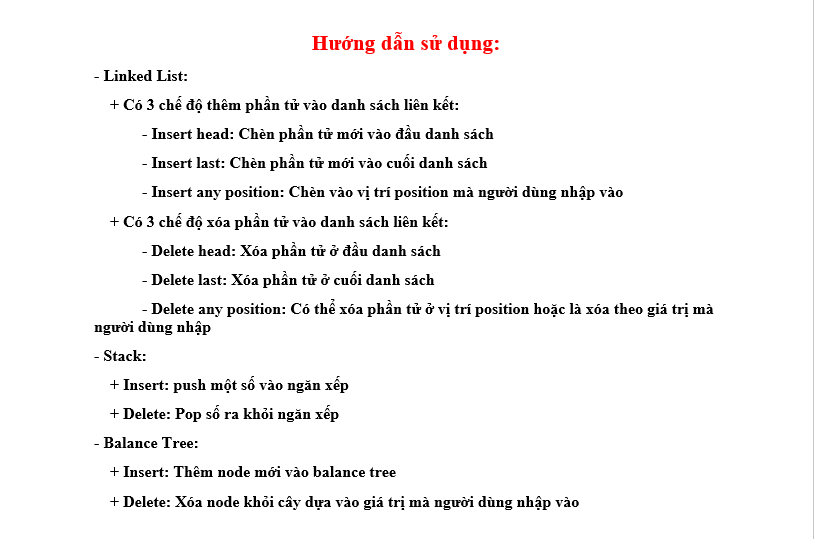 Hướng dẫn sử dụng:
- Linked List:
+ Có 3 chế độ thêm phần tử vào danh sách liên kết:
- Insert head: Chèn phần tử mới vào đầu danh sách
- Insert last: Chèn phần tử mới vào cuối danh sách
- Insert any position: Chèn vào vị trí position mà người dùng nhập vào
+ Có 3 chế độ xóa phần tử vào danh sách liên kết:
- Delete head: Xóa phần tử ở đầu danh sách
- Delete last: Xóa phần tử ở cuối danh sách
- Delete any position: Có thể xóa phần tử ở vị trí position hoặc là xóa theo giá trị mà
người dùng nhập
- Stack:
+ Insert: push một số vào ngăn xếp
+ Delete: Pop số ra khỏi ngăn xếp
- Balance Tree:
+ Insert: Thêm node mới vào balance tree
+ Delete: Xóa node khỏi cây dựa vào giá trị mà người dùng nhập vào